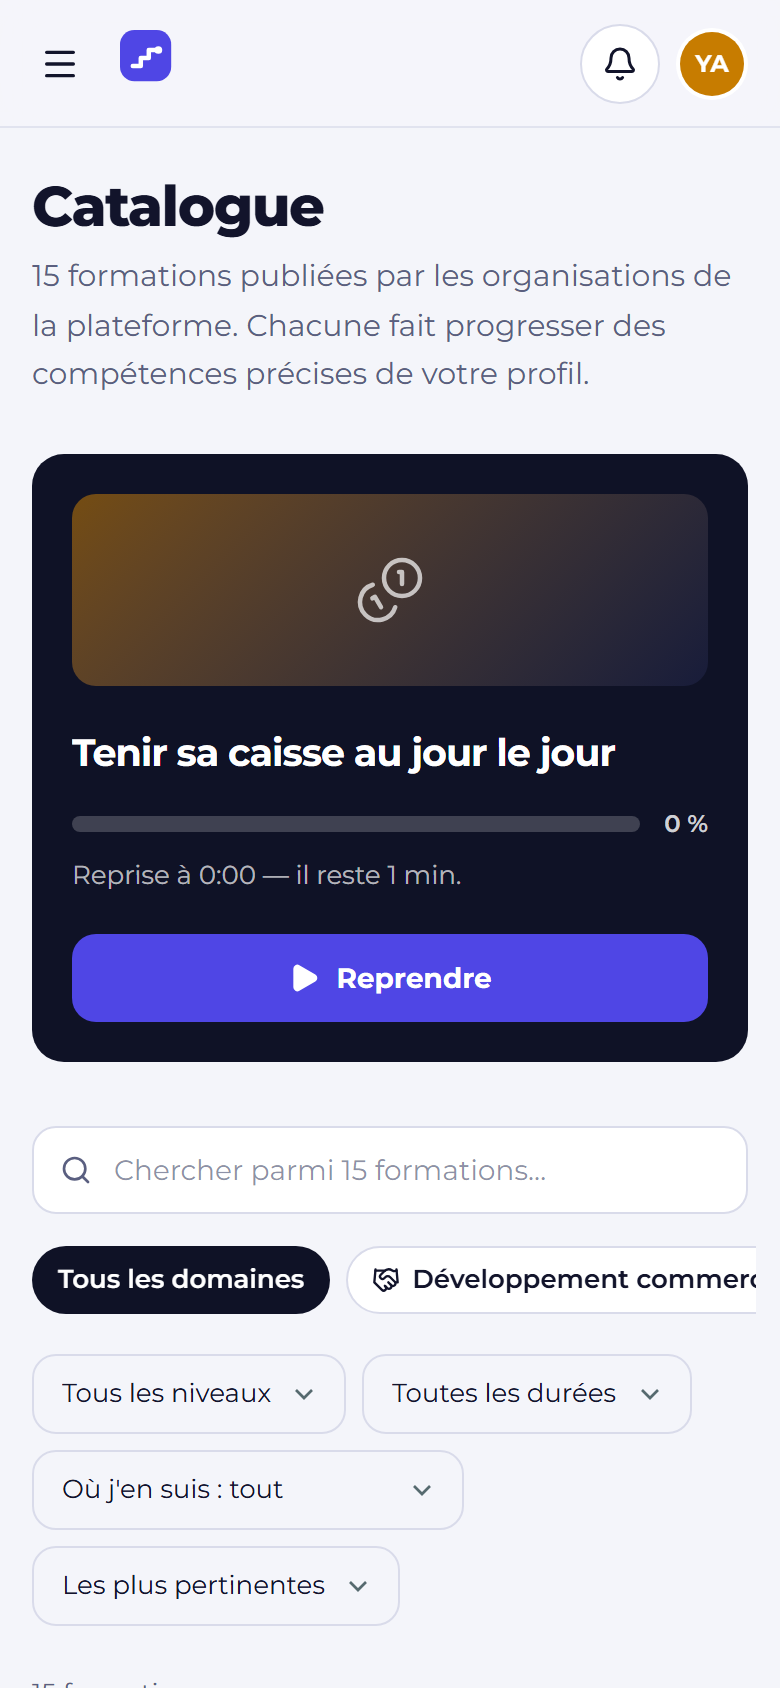 YA
Catalogue
15 formations publiées par les organisations de
la plateforme. Chacune fait progresser des
compétences précises de votre profil.
Tenir sa caisse au jour le jour
0 %
Reprise à 0:00 — il reste 1 min.
Reprendre
Chercher parmi 15 formations...
Tous les domaines
Développement commerc
Tous les niveaux
Toutes les durées
Où j'en suis : tout
Les plus pertinentes